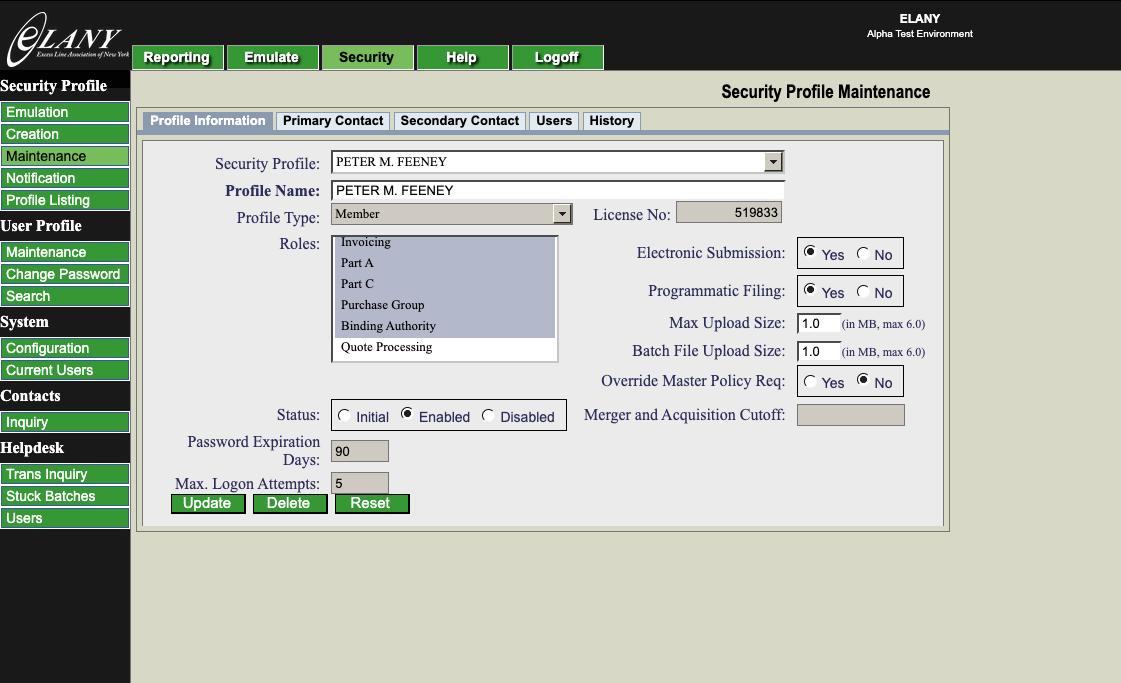 eLANY
Excess Line Association of New York
ELANY
Alpha Test Environment
Reporting
Emulate
Security
Help
Logoff
Security Profile
Emulation
Creation
Maintenance
Notification
Profile Listing
User Profile
Maintenance
Change Password
Search
System
Configuration
Current Users
Contacts
Inquiry
Helpdesk
Trans Inquiry
Stuck Batches
Users
Security Profile Maintenance
Profile Information
Primary Contact
Secondary Contact
Users
History
Security Profile: PETER M. FEENEY
Profile Name: PETER M. FEENEY
Profile Type: Member
License No: 519833
Roles:
Invoicing
Part A
Part C
Purchase Group
Binding Authority
Quote Processing
Electronic Submission: Yes No
Programmatic Filing: Yes No
Max Upload Size: 1.0 (in MB, max 6.0)
Batch File Upload Size: 1.0 (in MB, max 6.0)
Override Master Policy Req: Yes No
Status: Initial Enabled Disabled
Merger and Acquisition Cutoff:
Password Expiration
Days: 90
Max. Logon Attempts: 5
Update
Delete
Reset